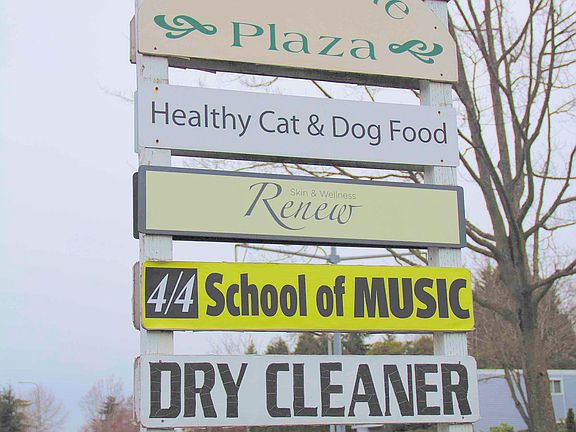 Plaza
Healthy Cat & Dog Food
Skin & Wellness
Renew
4/4 School of MUSIC
DRY CLEANER